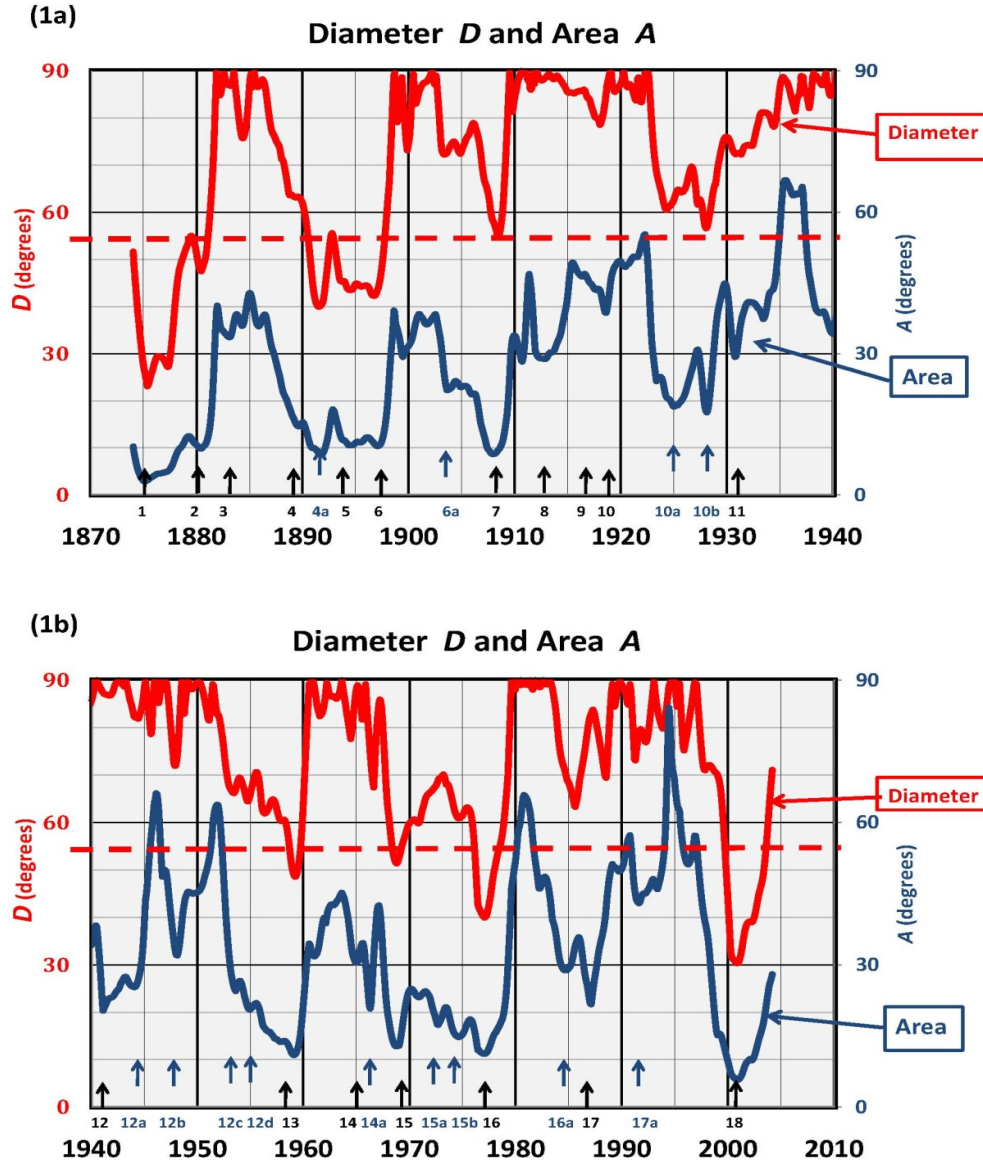 (1a)
Diameter D and Area A
90
60
30
0
D (degrees)
90
60
30
0
A (degrees)
Diameter
Area
1 2 3 4 4a 5 6 6a 7 8 9 10 10a 10b 11
1870 1880 1890 1900 1910 1920 1930 1940
(1b)
Diameter D and Area A
90
60
30
0
D (degrees)
90
60
30
0
A (degrees)
Diameter
Area
12 12a 12b 12c 12d 13 14 14a 15 15a 15b 16 16a 17 17a 18
1940 1950 1960 1970 1980 1990 2000 2010